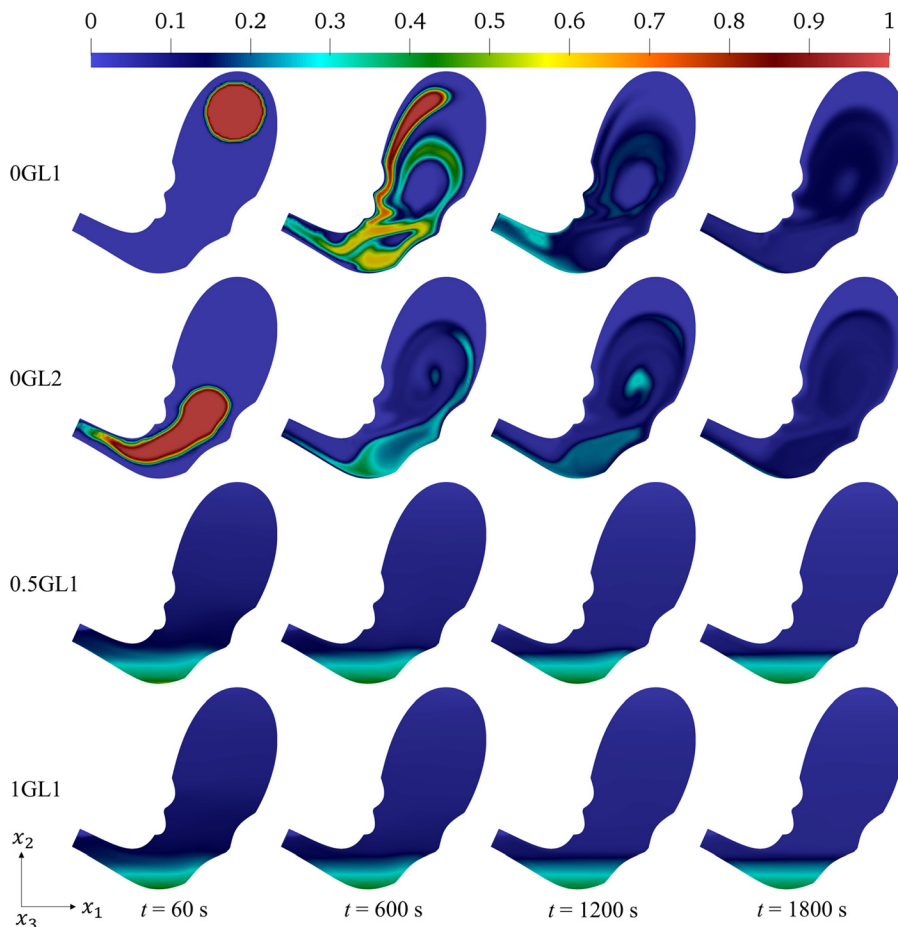 0 0.1 0.2 0.3 0.4 0.5 0.6 0.7 0.8 0.9 1
0GL1
0GL2
0.5GL1
1GL1
x₂
x₃ x₁
t = 60 s t = 600 s t = 1200 s t = 1800 s